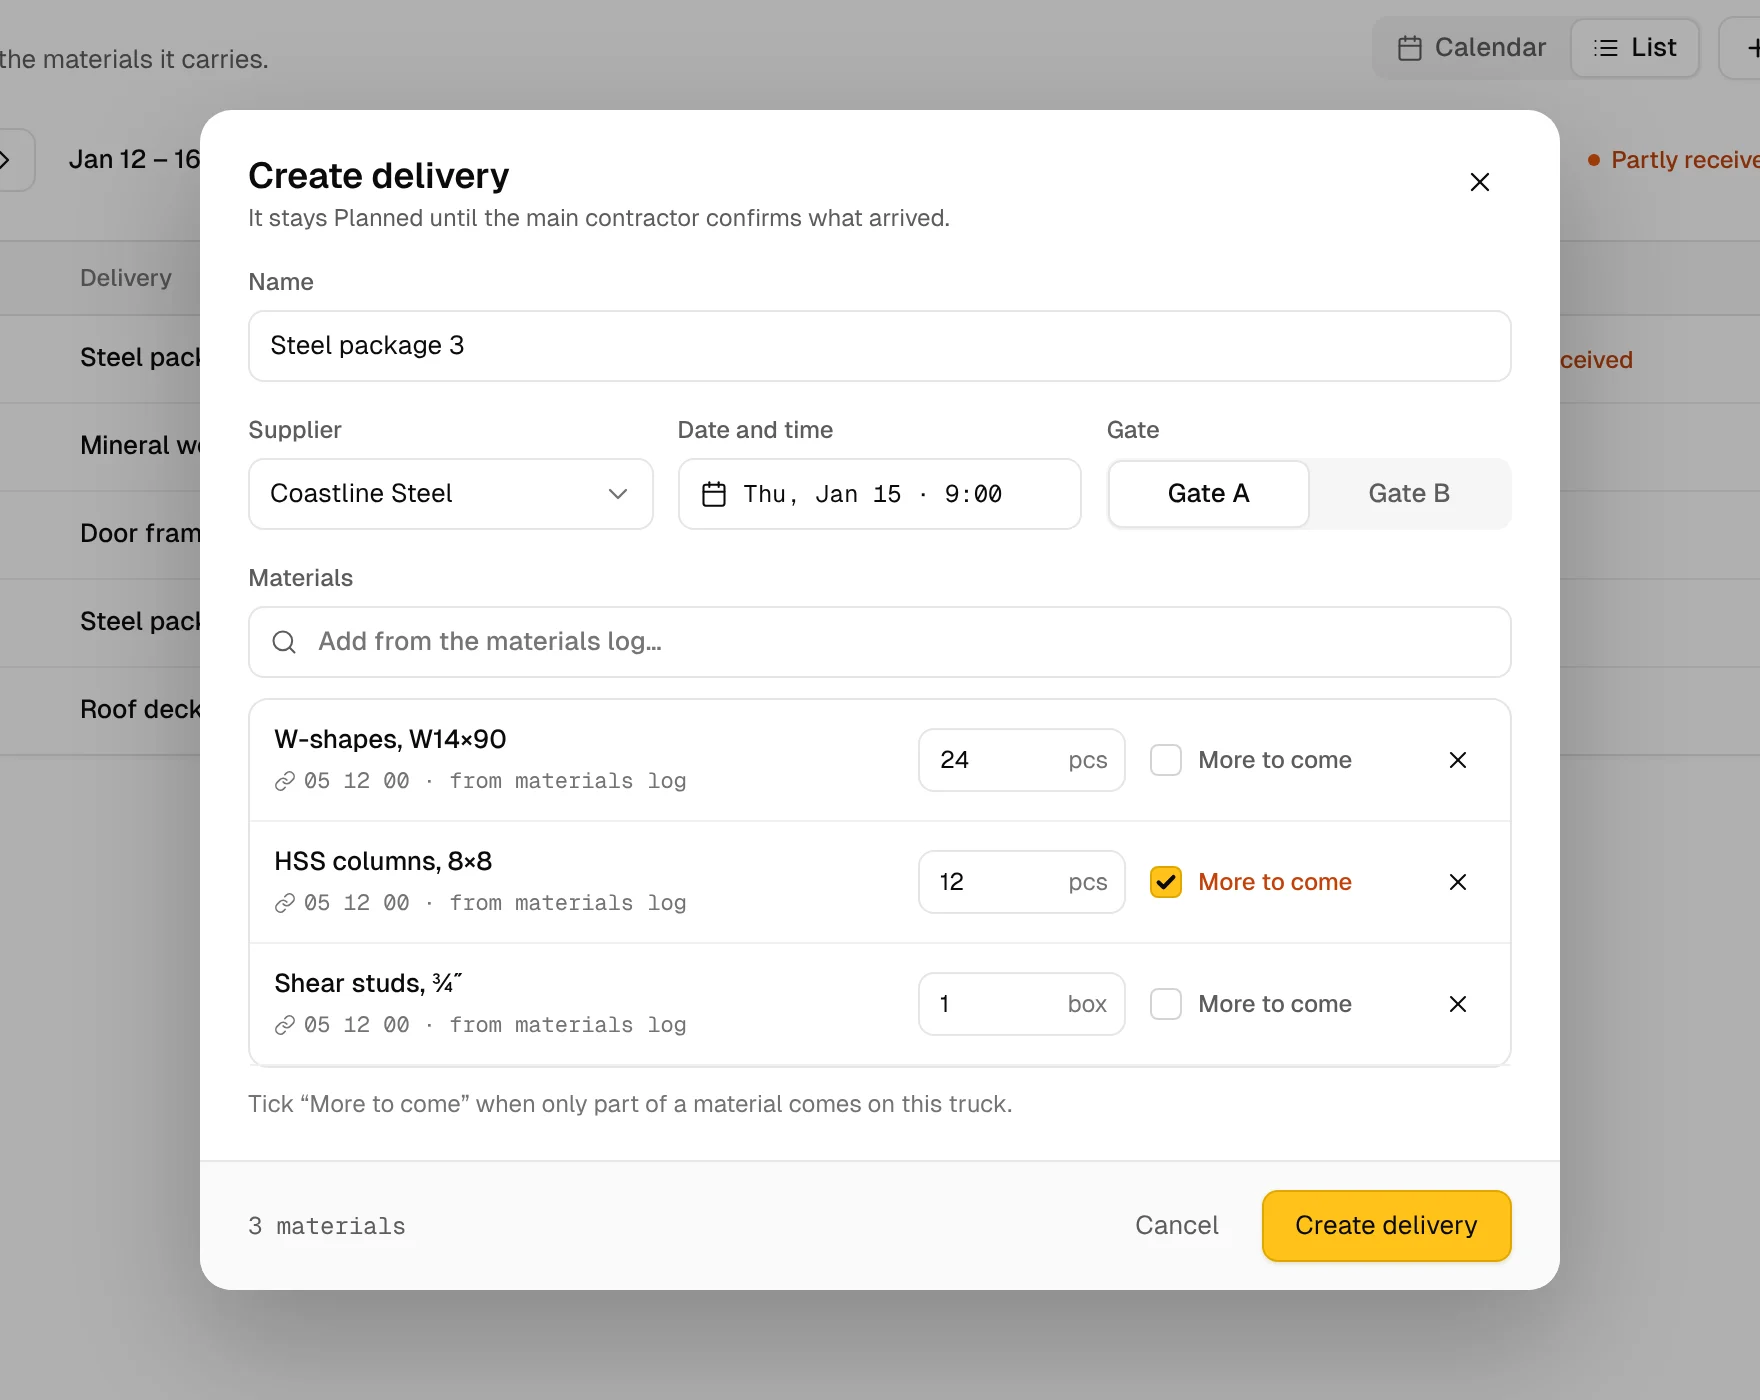 the materials it carries.
Calendar
List
Jan 12 – 16
Partly receive
Delivery
Steel pack
ceived
Mineral wo
Door fram
Steel pack
Roof deck
Create delivery
It stays Planned until the main contractor confirms what arrived.
Name
Steel package 3
Supplier
Date and time
Gate
Coastline Steel
Thu, Jan 15 · 9:00
Gate A
Gate B
Materials
Add from the materials log…
W-shapes, W14×90
05 12 00 · from materials log
24 pcs
More to come
HSS columns, 8×8
05 12 00 · from materials log
12 pcs
More to come
Shear studs, ¾″
05 12 00 · from materials log
1 box
More to come
Tick “More to come” when only part of a material comes on this truck.
3 materials
Cancel
Create delivery